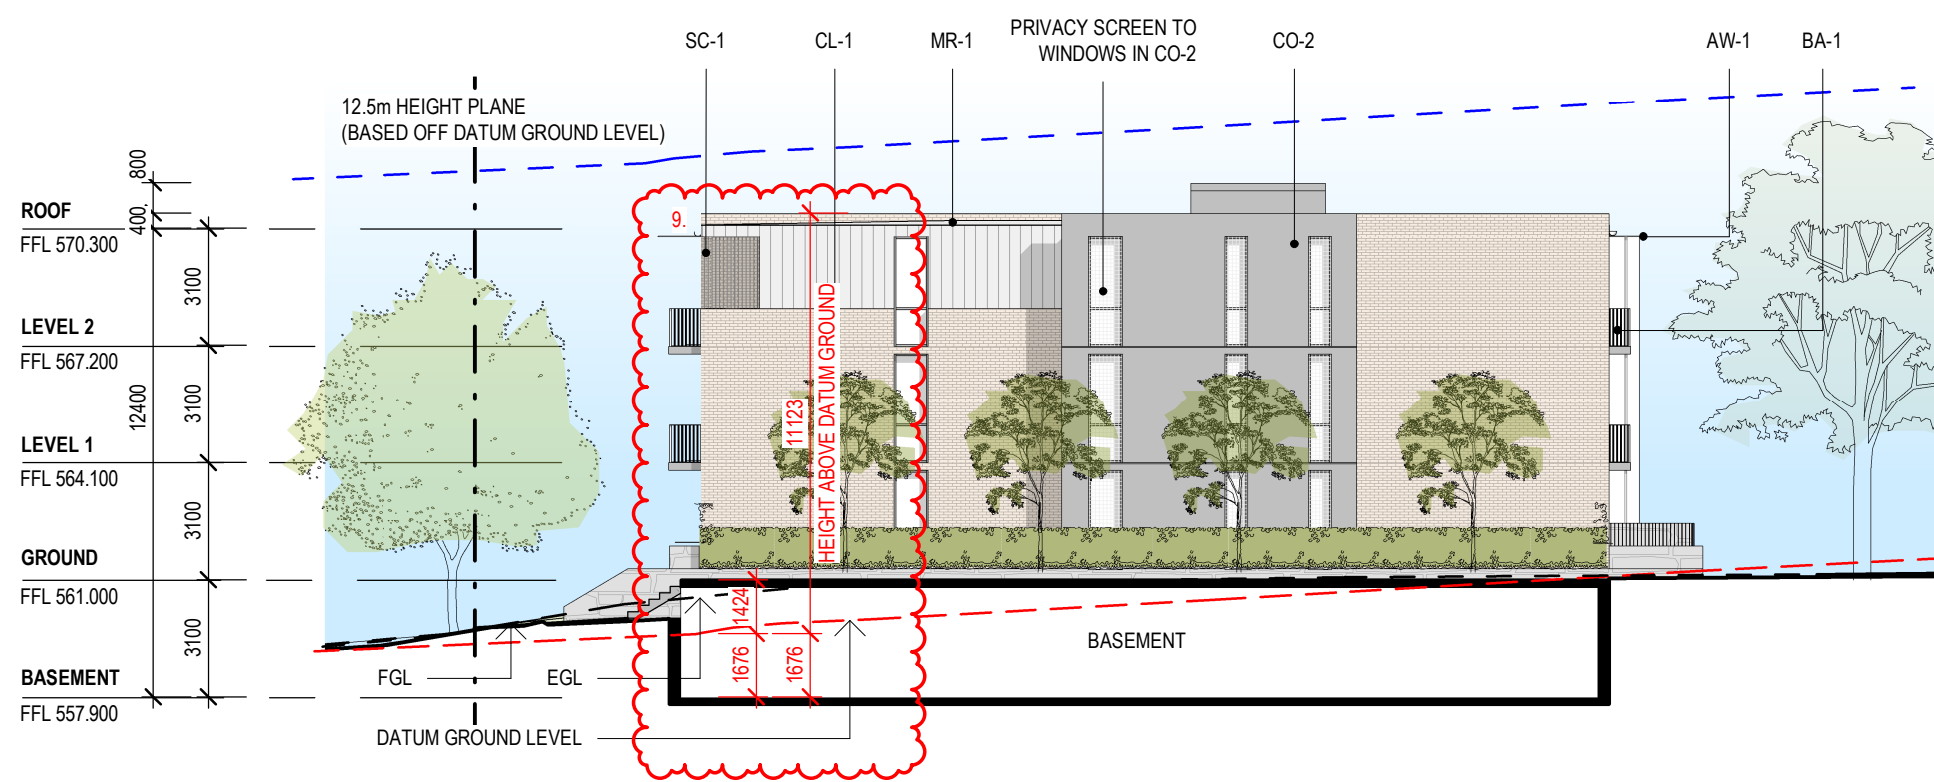 SC-1
CL-1
MR-1
PRIVACY SCREEN TO
WINDOWS IN CO-2
CO-2
AW-1
BA-1
12.5m HEIGHT PLANE
(BASED OFF DATUM GROUND LEVEL)
800
400,
ROOF
FFL 570.300
9.
3100
LEVEL 2
FFL 567.200
12400
3100
LEVEL 1
FFL 564.100
3100
GROUND
FFL 561.000
3100
BASEMENT
FFL 557.900
11123
HEIGHT ABOVE DATUM GROUND
1424
1676
1676
BASEMENT
FGL
EGL
DATUM GROUND LEVEL